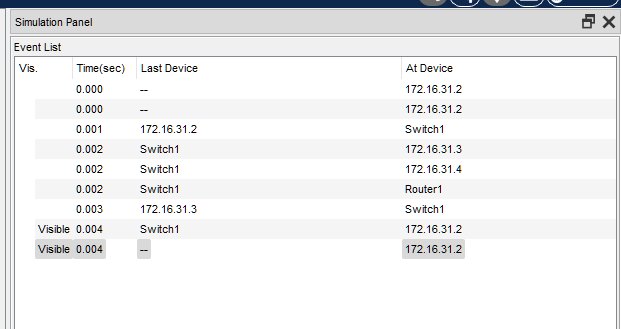 Simulation Panel
Event List
Vis. Time(sec) Last Device At Device
0.000 -- 172.16.31.2
0.000 -- 172.16.31.2
0.001 172.16.31.2 Switch1
0.002 Switch1 172.16.31.3
0.002 Switch1 172.16.31.4
0.002 Switch1 Router1
0.003 172.16.31.3 Switch1
Visible 0.004 Switch1 172.16.31.2
Visible 0.004 -- 172.16.31.2